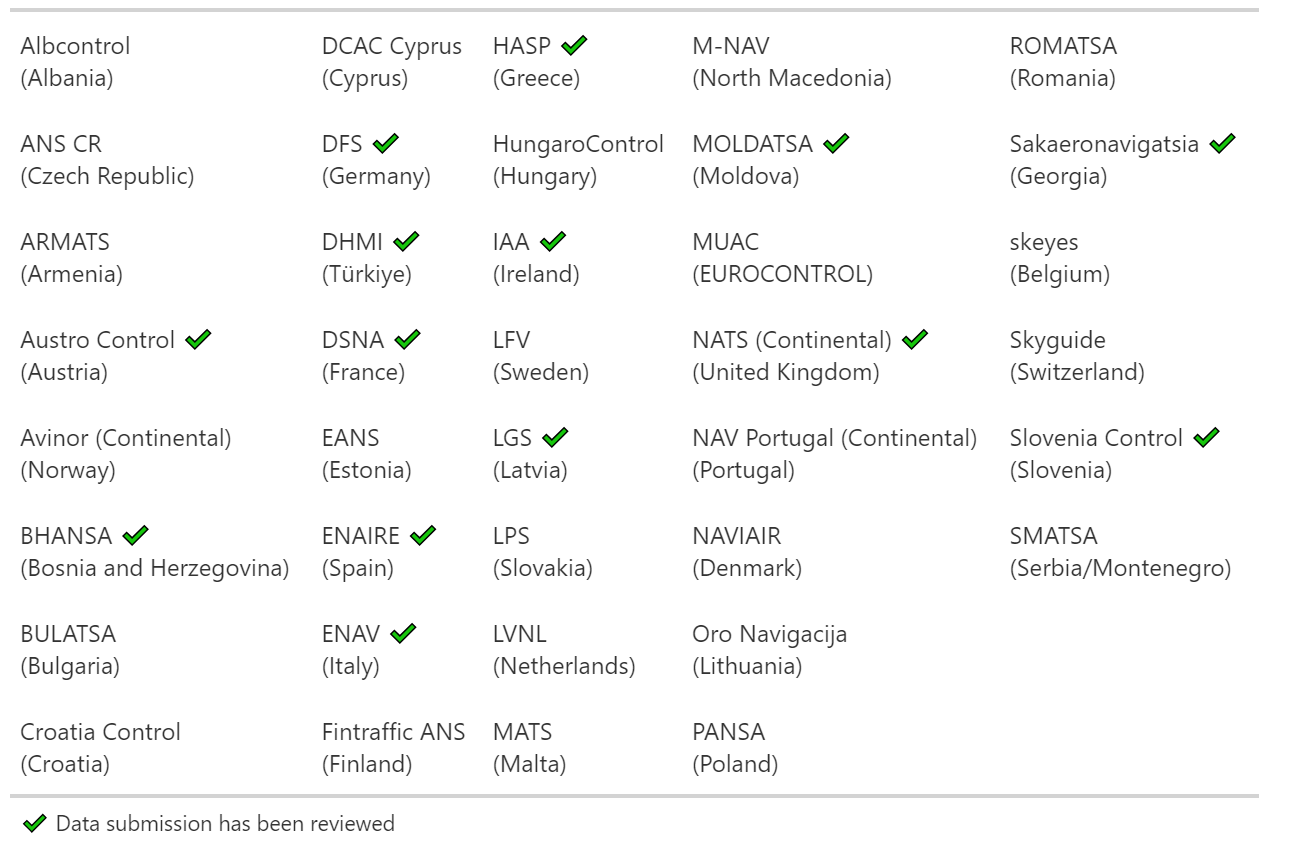 Albcontrol
(Albania)
ANS CR
(Czech Republic)
ARMATS
(Armenia)
Austro Control
(Austria)
Avinor (Continental)
(Norway)
BHANSA
(Bosnia and Herzegovina)
BULATSA
(Bulgaria)
Croatia Control
(Croatia)
DCAC Cyprus
(Cyprus)
DFS
(Germany)
DHMI
(Türkiye)
DSNA
(France)
EANS
(Estonia)
ENAIRE
(Spain)
ENAV
(Italy)
Fintraffic ANS
(Finland)
HASP
(Greece)
HungaroControl
(Hungary)
IAA
(Ireland)
LFV
(Sweden)
LGS
(Latvia)
LPS
(Slovakia)
LVNL
(Netherlands)
MATS
(Malta)
M-NAV
(North Macedonia)
MOLDATSA
(Moldova)
MUAC
(EUROCONTROL)
NATS (Continental)
(United Kingdom)
NAV Portugal (Continental)
(Portugal)
NAVIAIR
(Denmark)
Oro Navigacija
(Lithuania)
PANSA
(Poland)
ROMATSA
(Romania)
Sakaeronavigatsia
(Georgia)
skeyes
(Belgium)
Skyguide
(Switzerland)
Slovenia Control
(Slovenia)
SMATSA
(Serbia/Montenegro)
Data submission has been reviewed